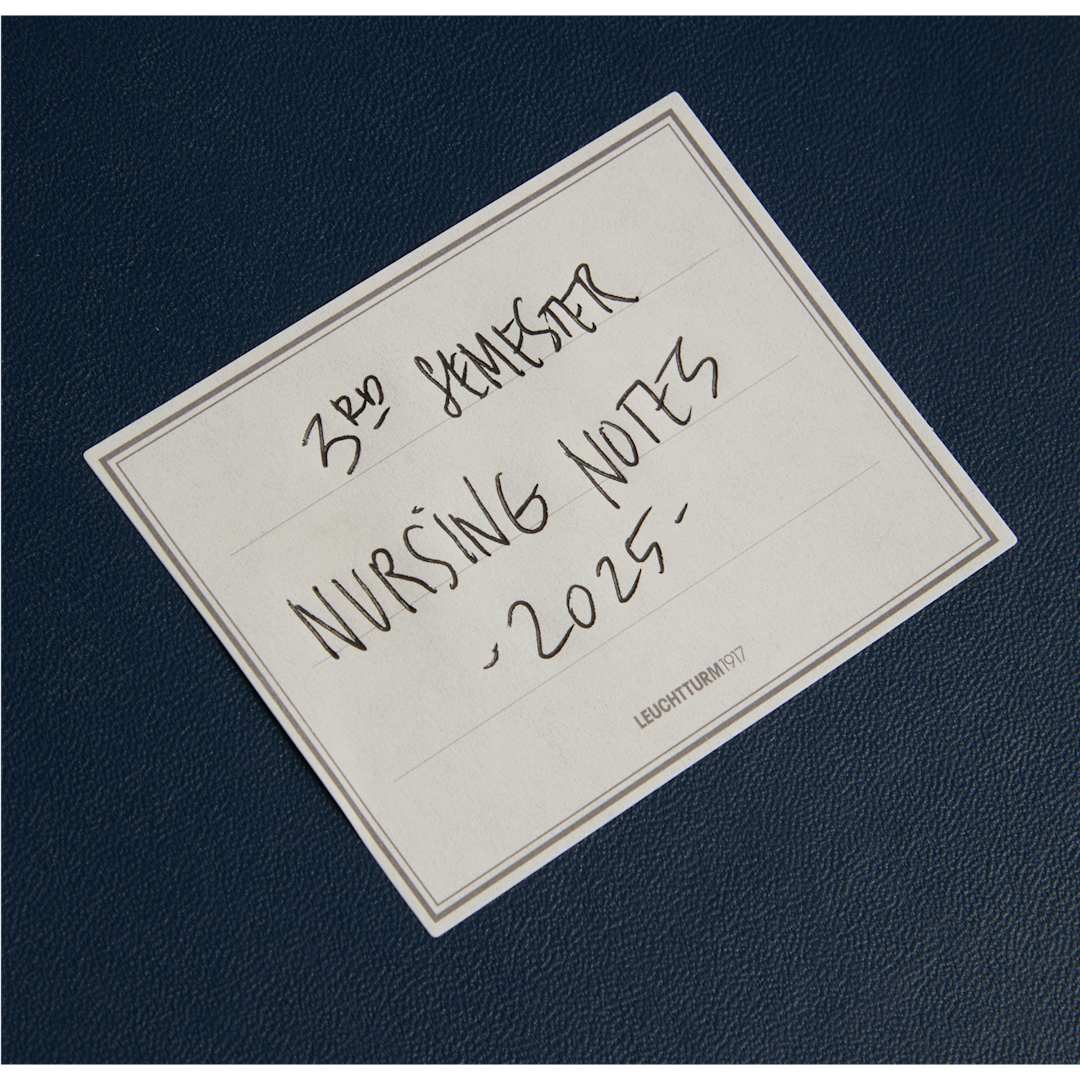 3RD SEMESTER
NURSING NOTES
-2025-
LEUCHTTURM1917